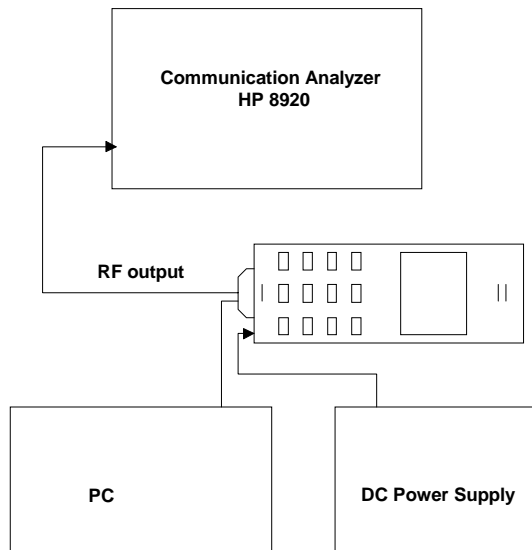 Communication Analyzer
HP 8920
RF output
PC
DC Power Supply